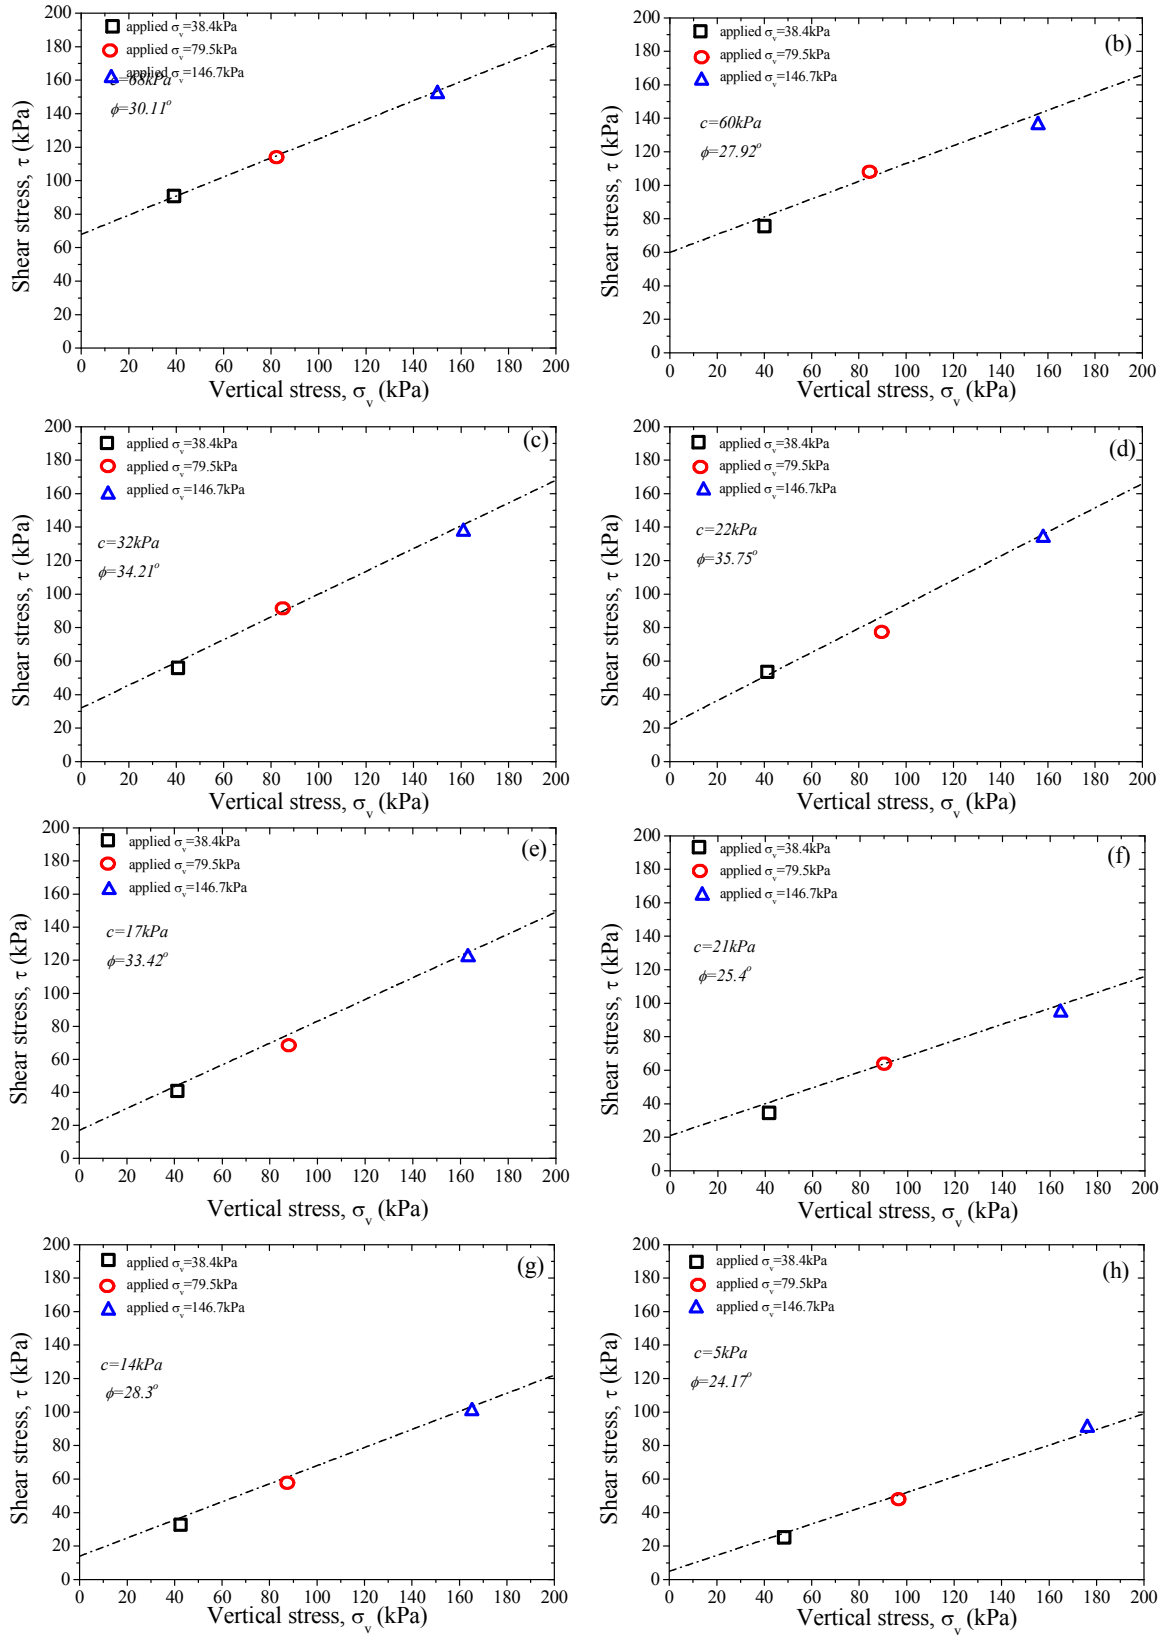 applied σv=38.4kPa
applied σv=79.5kPa
applied σv=146.7kPa
c=68kPa
ϕ=30.11o
200
180
160
140
120
100
80
60
40
20
0
Shear stress, τ (kPa)
0 20 40 60 80 100 120 140 160 180 200
Vertical stress, σv (kPa)
(b)
applied σv=38.4kPa
applied σv=79.5kPa
applied σv=146.7kPa
c=60kPa
ϕ=27.92o
200
180
160
140
120
100
80
60
40
20
0
Shear stress, τ (kPa)
0 20 40 60 80 100 120 140 160 180 200
Vertical stress, σv (kPa)
(c)
applied σv=38.4kPa
applied σv=79.5kPa
applied σv=146.7kPa
c=32kPa
ϕ=34.21o
200
180
160
140
120
100
80
60
40
20
0
Shear stress, τ (kPa)
0 20 40 60 80 100 120 140 160 180 200
Vertical stress, σv (kPa)
(d)
applied σv=38.4kPa
applied σv=79.5kPa
applied σv=146.7kPa
c=22kPa
ϕ=35.75o
200
180
160
140
120
100
80
60
40
20
0
Shear stress, τ (kPa)
0 20 40 60 80 100 120 140 160 180 200
Vertical stress, σv (kPa)
(e)
applied σv=38.4kPa
applied σv=79.5kPa
applied σv=146.7kPa
c=17kPa
ϕ=33.42o
200
180
160
140
120
100
80
60
40
20
0
Shear stress, τ (kPa)
0 20 40 60 80 100 120 140 160 180 200
Vertical stress, σv (kPa)
(f)
applied σv=38.4kPa
applied σv=79.5kPa
applied σv=146.7kPa
c=21kPa
ϕ=25.4o
200
180
160
140
120
100
80
60
40
20
0
Shear stress, τ (kPa)
0 20 40 60 80 100 120 140 160 180 200
Vertical stress, σv (kPa)
(g)
applied σv=38.4kPa
applied σv=79.5kPa
applied σv=146.7kPa
c=14kPa
ϕ=28.3o
200
180
160
140
120
100
80
60
40
20
0
Shear stress, τ (kPa)
0 20 40 60 80 100 120 140 160 180 200
Vertical stress, σv (kPa)
(h)
applied σv=38.4kPa
applied σv=79.5kPa
applied σv=146.7kPa
c=5kPa
ϕ=24.17o
200
180
160
140
120
100
80
60
40
20
0
Shear stress, τ (kPa)
0 20 40 60 80 100 120 140 160 180 200
Vertical stress, σv (kPa)